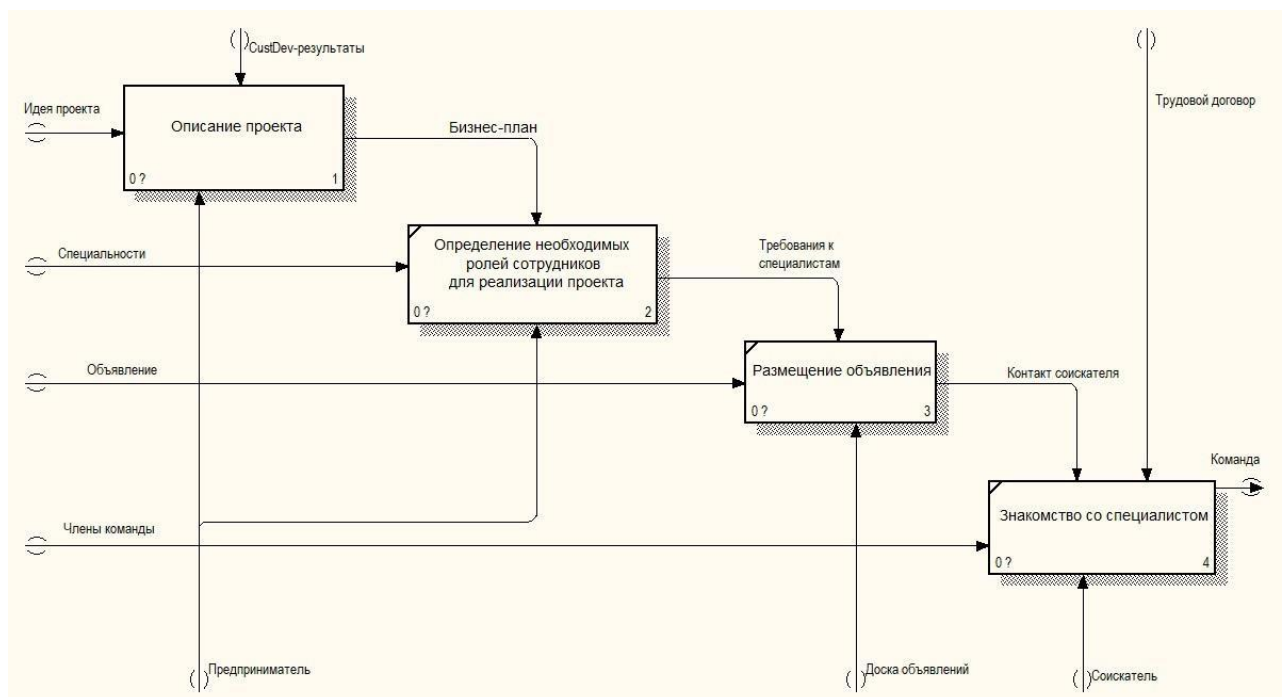 CustDev-результаты
Идея проекта
Трудовой договор
Описание проекта
Бизнес-план
0 ?
1
Специальности
Определение необходимых
ролей сотрудников
для реализации проекта
Требования к
специалистам
0 ?
2
Объявление
Размещение объявления
Контакт соискателя
0 ?
3
Команда
Члены команды
Знакомство со специалистом
0 ?
4
Предприниматель
Доска объявлений
Соискатель